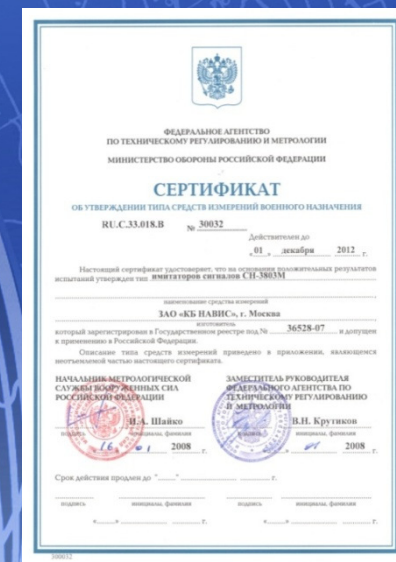 ФЕДЕРАЛЬНОЕ АГЕНТСТВО
ПО ТЕХНИЧЕСКОМУ РЕГУЛИРОВАНИЮ И МЕТРОЛОГИИ
МИНИСТЕРСТВО ОБОРОНЫ РОССИЙСКОЙ ФЕДЕРАЦИИ
СЕРТИФИКАТ
ОБ УТВЕРЖДЕНИИ ТИПА СРЕДСТВ ИЗМЕРЕНИЙ ВОЕННОГО НАЗНАЧЕНИЯ
RU.C.33.018.B № 30032
Действителен до
„ 01 „ декабря 2012 г.
Настоящий сертификат удостоверяет, что на основании положительных результатов
испытаний утвержден тип имитаторов сигналов СН-3803М
наименование средства измерений
ЗАО «КБ НАВИС», г. Москва
изготовитель
который зарегистрирован в Государственном реестре под № 36528-07 и допущен
к применению в Российской Федерации.
Описание типа средств измерений приведено в приложении, являющемся
неотъемлемой частью настоящего сертификата.
НАЧАЛЬНИК МЕТРОЛОГИЧЕСКОЙ
СЛУЖБЫ ВООРУЖЕННЫХ СИЛ
РОССИЙСКОЙ ФЕДЕРАЦИИ
И.А. Шайко
подпись инициалы, фамилия
16 01 2008 г.
ЗАМЕСТИТЕЛЬ РУКОВОДИТЕЛЯ
ФЕДЕРАЛЬНОГО АГЕНТСТВА ПО
ТЕХНИЧЕСКОМУ РЕГУЛИРОВАНИЮ
И МЕТРОЛОГИИ
В.Н. Крутиков
подпись инициалы, фамилия
2008 г.
Срок действия продлен до "......" ........................ г.
подпись инициалы, фамилия подпись инициалы, фамилия
«......»........................ г. «......»........................ г.
300032